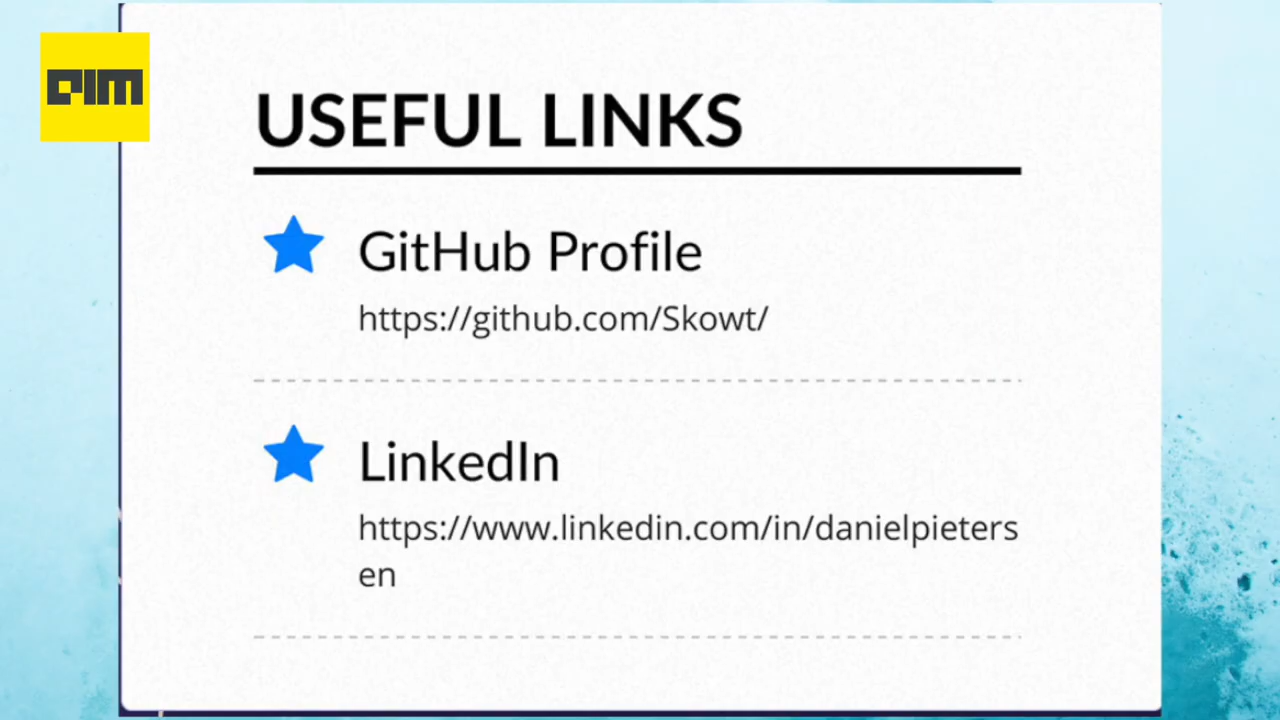 AIM
USEFUL LINKS
GitHub Profile
https://github.com/Skowt/
LinkedIn
https://www.linkedin.com/in/danielpieters
en